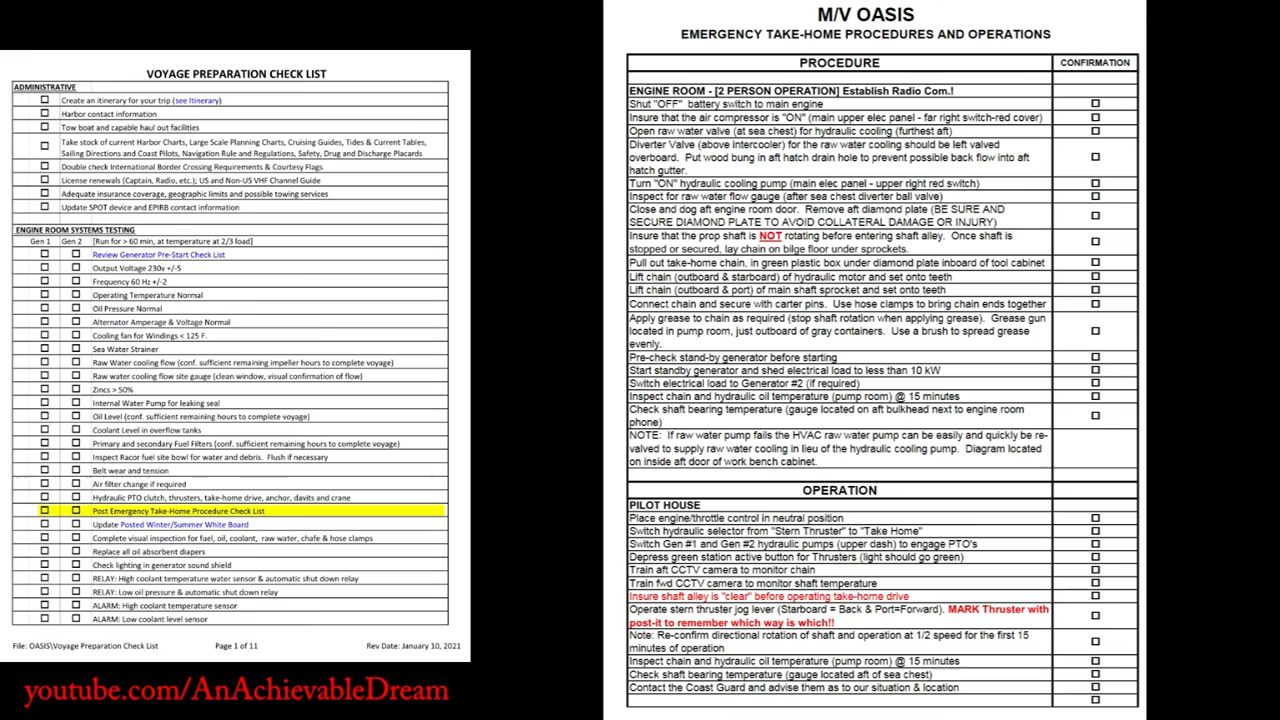 VOYAGE PREPARATION CHECK LIST
ADMINISTRATIVE
Create an itinerary for your trip (see Itinerary)
Harbor contact information
Tow boat and capable haul out facilities
Take stock of current Harbor Charts, Large Scale Planning Charts, Cruising Guides, Tides & Current Tables,
Sailing Directions and Coast Pilots, Navigation Rule and Regulations, Safety, Drug and Discharge Placards
Double check International Border Crossing Requirements & Courtesy Flags
License renewals (Captain, Radio, etc.); US and Non-US VHF Channel Guide
Adequate insurance coverage, geographic limits and possible towing services
Update SPOT device and EPIRB contact information
ENGINE ROOM SYSTEMS TESTING
Gen 1 Gen 2 [Run for > 60 min, at temperature at 2/3 load]
Review Generator Pre-Start Check List
Output Voltage 230v +/-5
Frequency 60 Hz +/-2
Operating Temperature Normal
Oil Pressure Normal
Alternator Amperage & Voltage Normal
Cooling fan for Windings < 125 F.
Sea Water Strainer
Raw Water cooling flow (conf. sufficient remaining impeller hours to complete voyage)
Raw water cooling flow site gauge (clean window, visual confirmation of flow)
Zincs > 50%
Internal Water Pump for leaking seal
Oil Level (conf. sufficient remaining hours to complete voyage)
Coolant Level in overflow tanks
Primary and secondary Fuel Filters (conf. sufficient remaining hours to complete voyage)
Inspect Racor fuel site bowl for water and debris. Flush if necessary
Belt wear and tension
Air filter change if required
Hydraulic PTO clutch, thrusters, take-home drive, anchor, davits and crane
Post Emergency Take-Home Procedure Check List
Update Posted Winter/Summer White Board
Complete visual inspection for fuel, oil, coolant, raw water, chafe & hose clamps
Replace all oil absorbent diapers
Check lighting in generator sound shield
RELAY: High coolant temperature water sensor & automatic shut down relay
RELAY: Low oil pressure & automatic shut down relay
ALARM: High coolant temperature sensor
ALARM: Low coolant level sensor
File: OASIS\Voyage Preparation Check List Page 1 of 11 Rev Date: January 10, 2021
youtube.com/AnAchievableDream
M/V OASIS
EMERGENCY TAKE-HOME PROCEDURES AND OPERATIONS
PROCEDURE CONFIRMATION
ENGINE ROOM - [2 PERSON OPERATION] Establish Radio Com.!
Shut "OFF" battery switch to main engine
Insure that the air compressor is "ON" (main upper elec panel - far right switch-red cover)
Open raw water valve (at sea chest) for hydraulic cooling (furthest aft)
Diverter Valve (above intercooler) for the raw water cooling should be left valved
overboard. Put wood bung in aft hatch drain hole to prevent possible back flow into aft
hatch gutter.
Turn "ON" hydraulic cooling pump (main elec panel - upper right red switch)
Inspect for raw water flow gauge (after sea chest diverter ball valve)
Close and dog aft engine room door. Remove aft diamond plate (BE SURE AND
SECURE DIAMOND PLATE TO AVOID COLLATERAL DAMAGE OR INJURY)
Insure that the prop shaft is NOT rotating before entering shaft alley. Once shaft is
stopped or secured, lay chain on bilge floor under sprockets.
Pull out take-home chain, in green plastic box under diamond plate inboard of tool cabinet
Lift chain (outboard & starboard) of hydraulic motor and set onto teeth
Lift chain (outboard & port) of main shaft sprocket and set onto teeth
Connect chain and secure with carter pins. Use hose clamps to bring chain ends together
Apply grease to chain as required (stop shaft rotation when applying grease). Grease gun
located in pump room, just outboard of gray containers. Use a brush to spread grease
evenly.
Pre-check stand-by generator before starting
Start standby generator and shed electrical load to less than 10 kW
Switch electrical load to Generator #2 (if required)
Inspect chain and hydraulic oil temperature (pump room) @ 15 minutes
Check shaft bearing temperature (gauge located on aft bulkhead next to engine room
phone)
NOTE: If raw water pump fails the HVAC raw water pump can be easily and quickly be re-
valved to supply raw water cooling in lieu of the hydraulic cooling pump. Diagram located
on inside aft door of work bench cabinet.
OPERATION
PILOT HOUSE
Place engine/throttle control in neutral position
Switch hydraulic selector from "Stern Thruster" to "Take Home"
Switch Gen #1 and Gen #2 hydraulic pumps (upper dash) to engage PTO's
Depress green station active button for Thrusters (light should go green)
Train aft CCTV camera to monitor chain
Train fwd CCTV camera to monitor shaft temperature
Insure shaft alley is "clear" before operating take-home drive
Operate stern thruster jog lever (Starboard = Back & Port=Forward). MARK Thruster with
post-it to remember which way is which!!
Note: Re-confirm directional rotation of shaft and operation at 1/2 speed for the first 15
minutes of operation
Inspect chain and hydraulic oil temperature (pump room) @ 15 minutes
Check shaft bearing temperature (gauge located aft of sea chest)
Contact the Coast Guard and advise them as to our situation & location